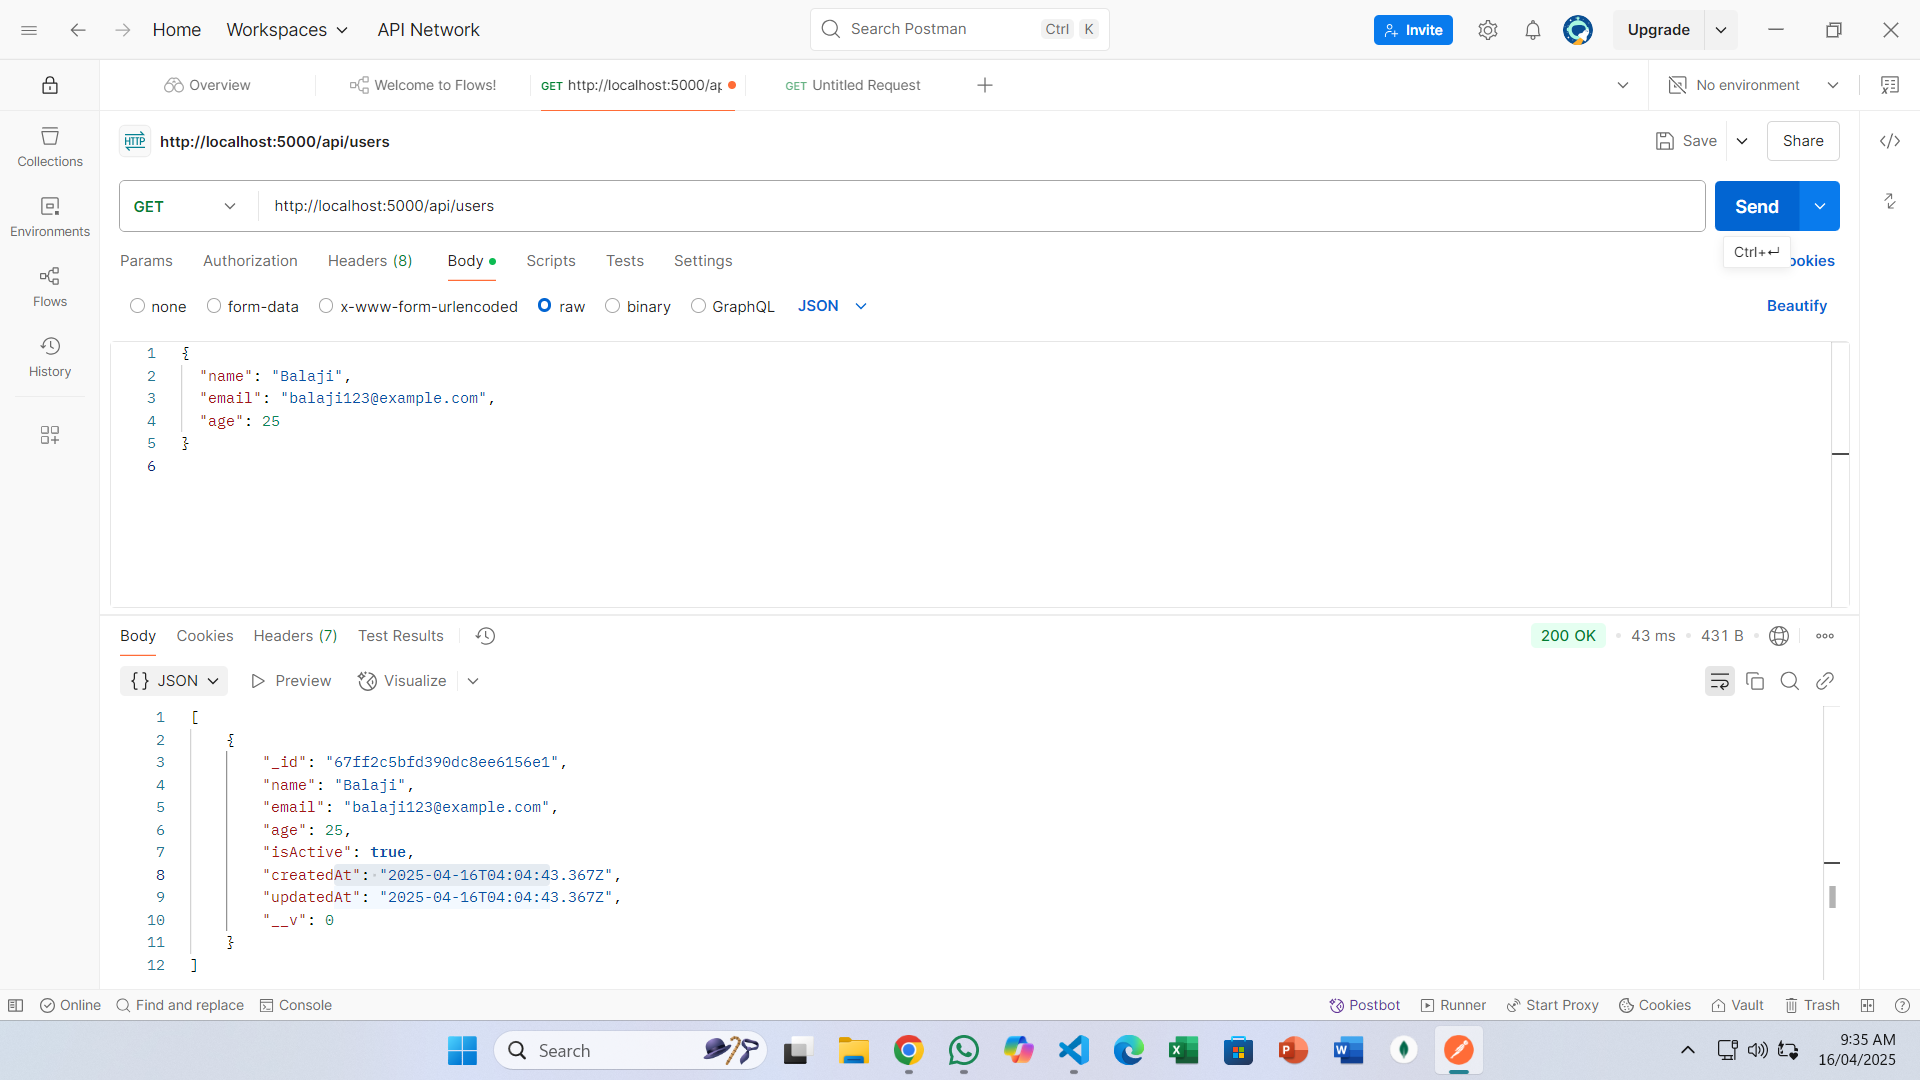 Home Workspaces API Network Search Postman Ctrl K Invite Upgrade
Overview Welcome to Flows! GET http://localhost:5000/ap GET Untitled Request No environment
HTTP http://localhost:5000/api/users Save Share
Collections
Environments
Flows
History
GET http://localhost:5000/api/users Send
Ctrl+↵
Params Authorization Headers (8) Body Scripts Tests Settings ookies
none form-data x-www-form-urlencoded raw binary GraphQL JSON Beautify
1 {
2 "name": "Balaji",
3 "email": "balaji123@example.com",
4 "age": 25
5 }
6
Body Cookies Headers (7) Test Results 200 OK 43 ms 431 B
{} JSON Preview Visualize
1 [
2 {
3 "_id": "67ff2c5bfd390dc8ee6156e1",
4 "name": "Balaji",
5 "email": "balaji123@example.com",
6 "age": 25,
7 "isActive": true,
8 "createdAt": "2025-04-16T04:04:43.367Z",
9 "updatedAt": "2025-04-16T04:04:43.367Z",
10 "__v": 0
11 }
12 ]
Online Find and replace Console Postbot Runner Start Proxy Cookies Vault Trash
Search
9:35 AM
16/04/2025